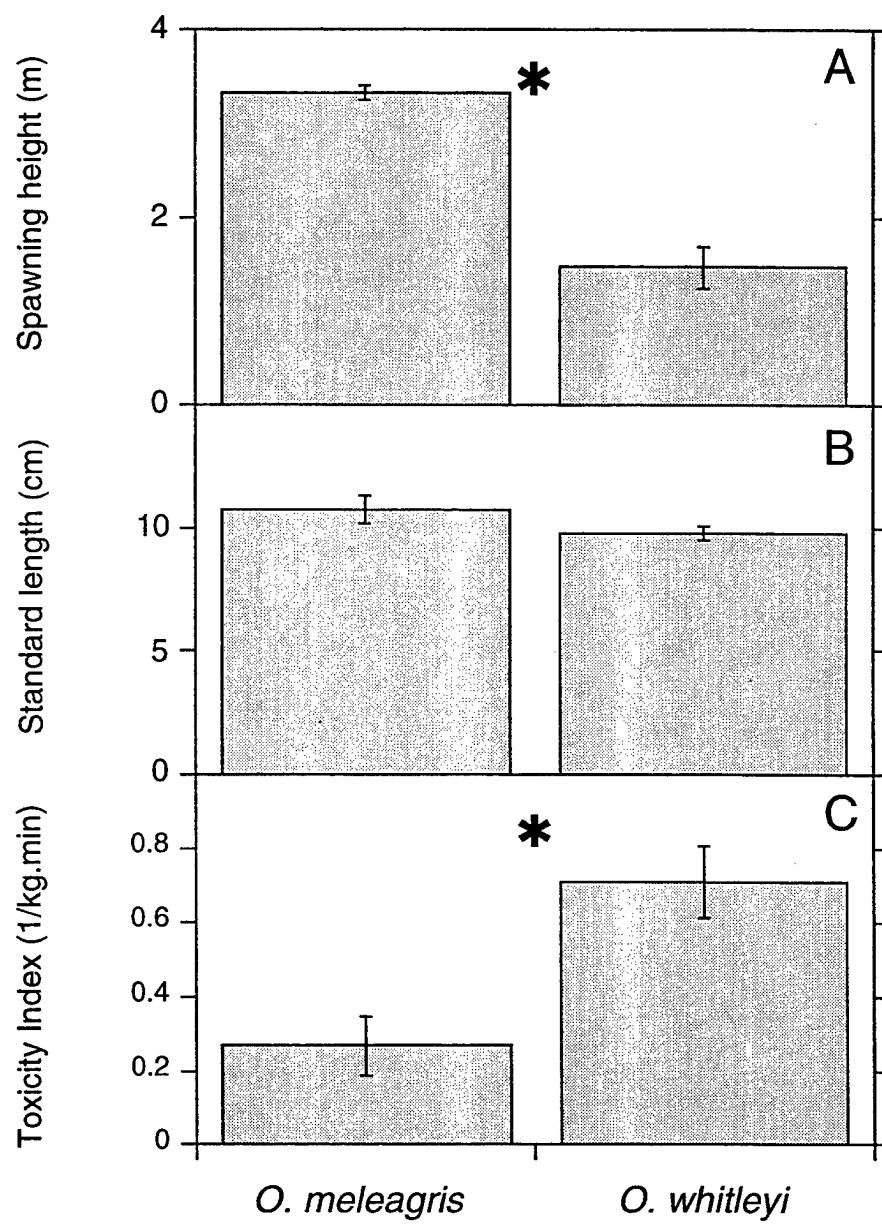 Spawning height (m)
4
2
0
A
*
Standard length (cm)
10
5
0
B
Toxicity Index (1/kg.min)
0.8
0.6
0.4
0.2
0
C
*
O. meleagris
O. whitleyi